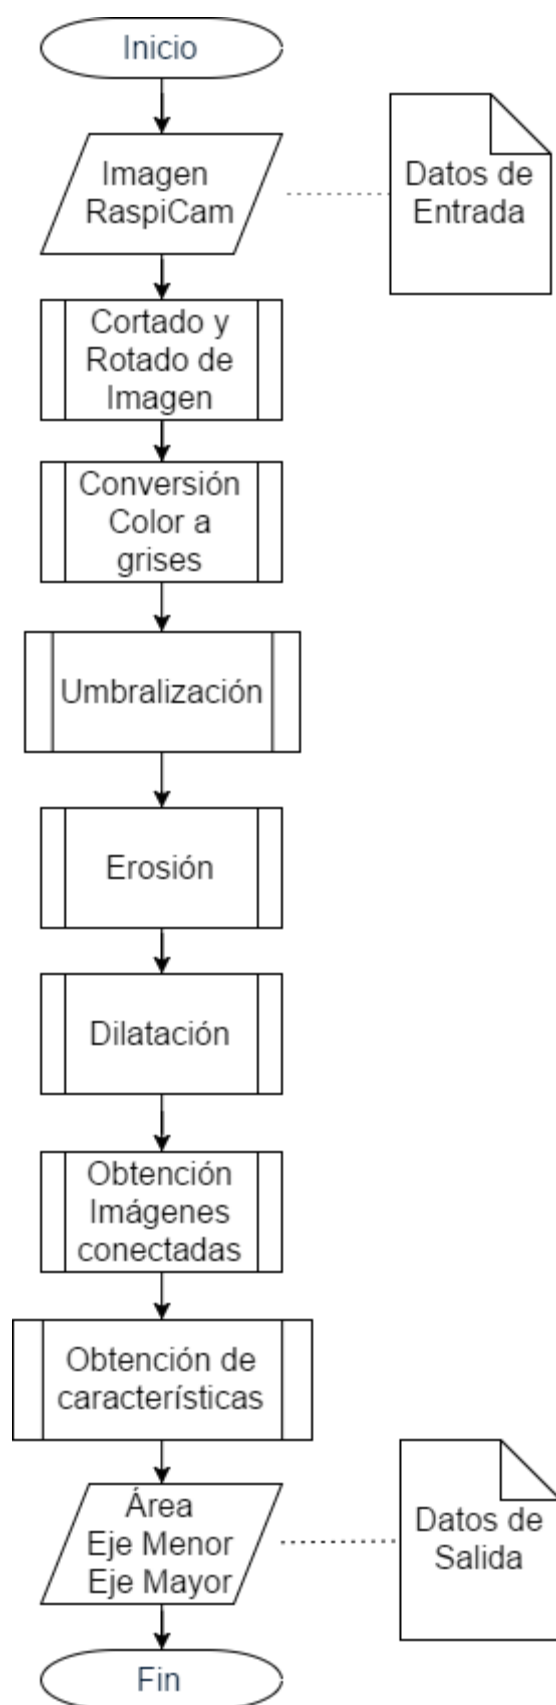 Inicio
Imagen
RaspiCam
Datos de
Entrada
Cortado y
Rotado de
Imagen
Conversión
Color a
grises
Umbralización
Erosión
Dilatación
Obtención
Imágenes
conectadas
Obtención de
característísticas
Área
Eje Menor
Eje Mayor
Datos de
Salida
Fin